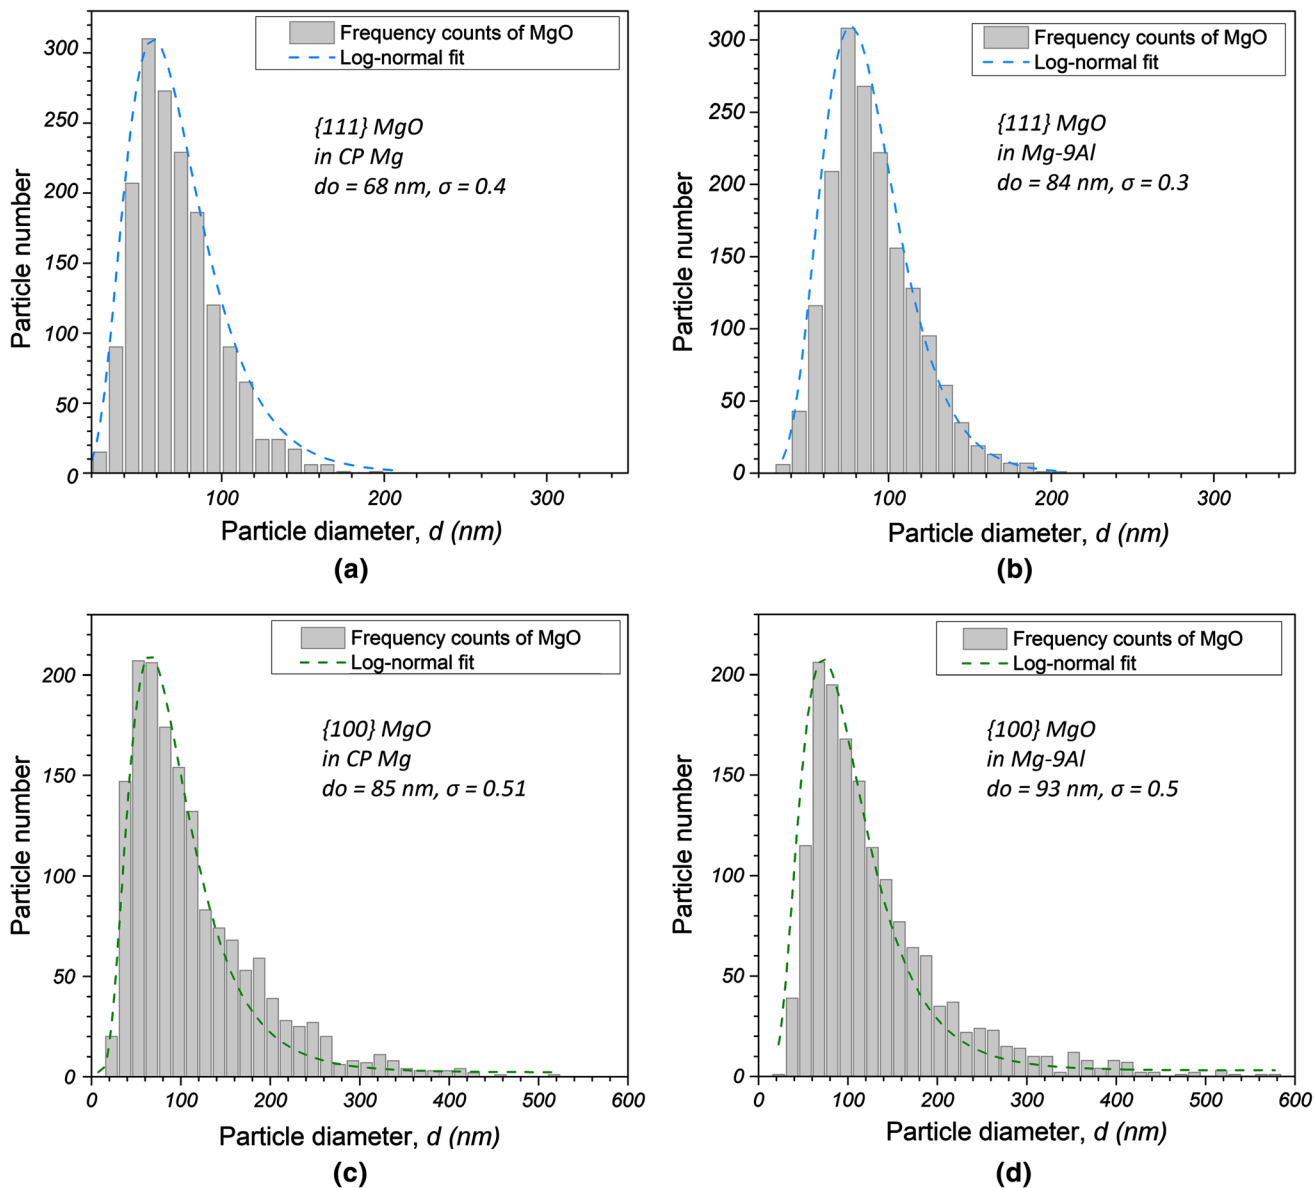 Frequency counts of MgO
Log-normal fit
{111} MgO
in CP Mg
do = 68 nm, σ = 0.4
Particle number
300
250
200
150
100
50
0
100
200
300
Particle diameter, d (nm)
(a)
Frequency counts of MgO
Log-normal fit
{111} MgO
in Mg-9Al
do = 84 nm, σ = 0.3
Particle number
300
250
200
150
100
50
0
100
200
300
Particle diameter, d (nm)
(b)
Frequency counts of MgO
Log-normal fit
{100} MgO
in CP Mg
do = 85 nm, σ = 0.51
Particle number
200
150
100
50
0
0
100
200
300
400
500
600
Particle diameter, d (nm)
(c)
Frequency counts of MgO
Log-normal fit
{100} MgO
in Mg-9Al
do = 93 nm, σ = 0.5
Particle number
200
150
100
50
0
0
100
200
300
400
500
600
Particle diameter, d (nm)
(d)